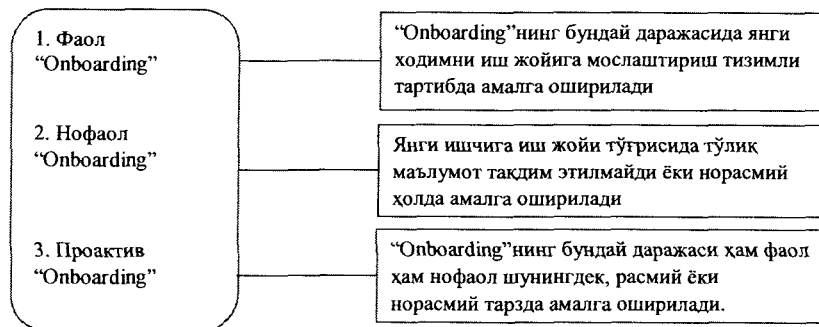 1. Фаол
“Onboarding”
“Onboarding”нинг бундай даражасида янги
ходимни иш жойига мослаштириш тизимли
тартибда амалга оширилади
2. Нофаол
“Onboarding”
Янги ишчига иш жойи тўғрисида тўлиқ
маълумот тақдим этилмайди ёки норасмий
ҳолда амалга оширилади
3. Проактив
“Onboarding”
“Onboarding”нинг бундай даражаси ҳам фаол
ҳам нофаол шунингдек, расмий ёки
норасмий тарзда амалга оширилади.